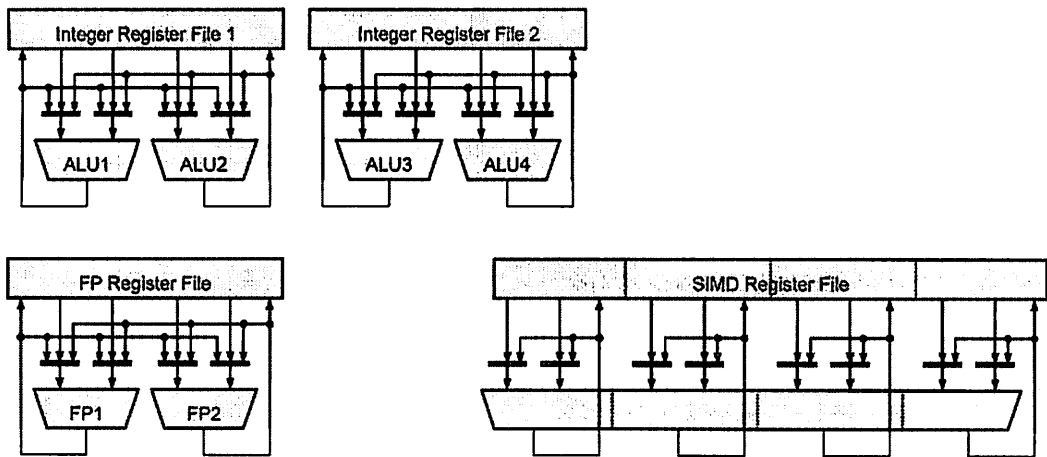 Integer Register File 1
Integer Register File 2
ALU1
ALU2
ALU3
ALU4
FP Register File
SIMD Register File
FP1
FP2